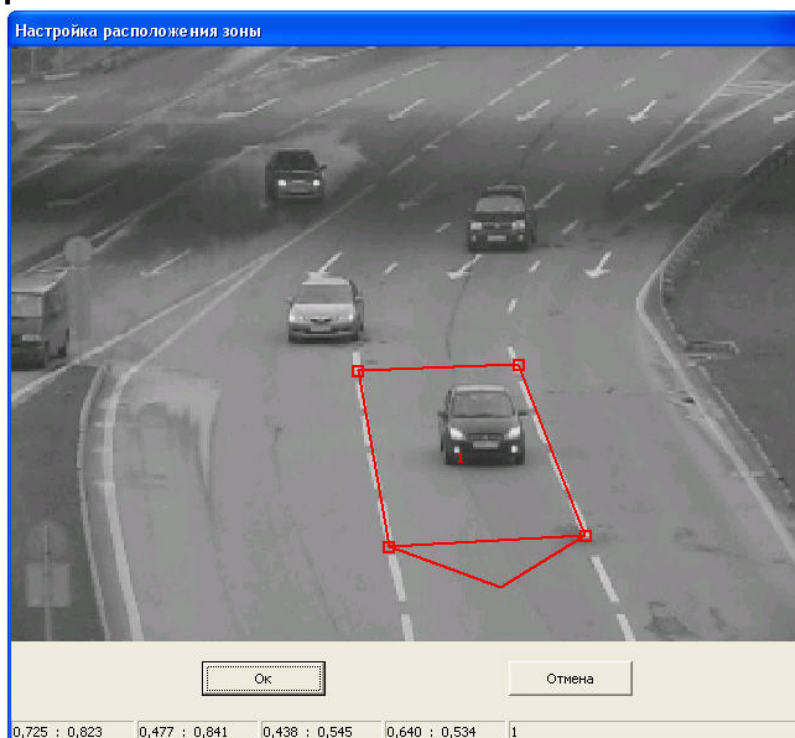 Настройка расположения зоны
1
Ок
Отмена
0,725 : 0,823 0,477 : 0,841 0,438 : 0,545 0,640 : 0,534 1